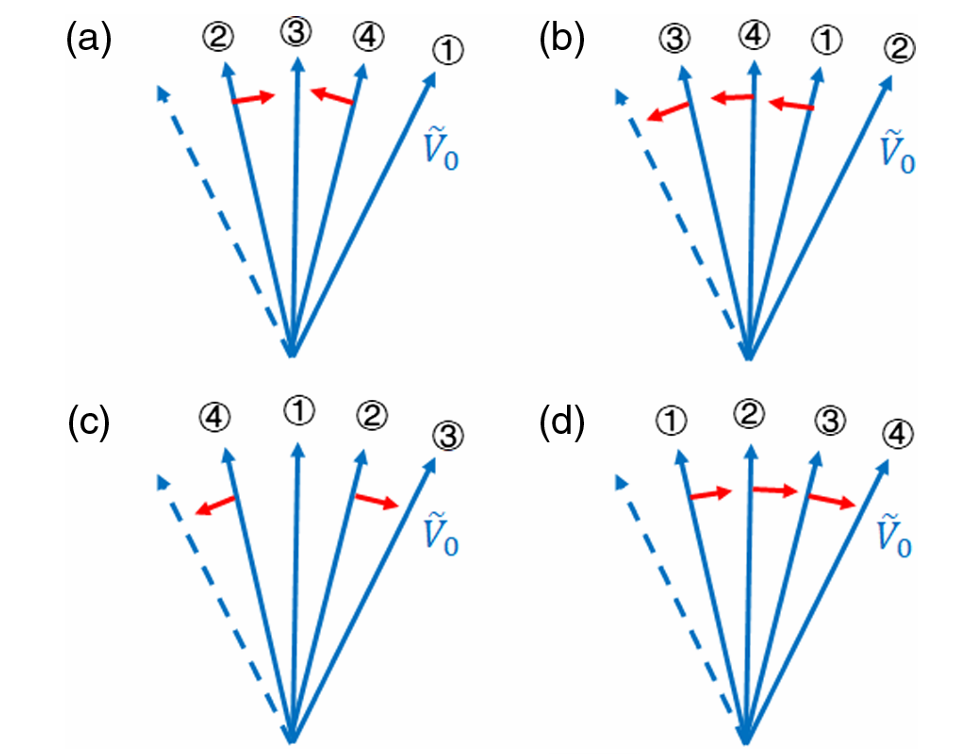 (a) ② ③ ④ ①
Ṽ₀
(b) ③ ④ ① ②
Ṽ₀
(c) ④ ① ② ③
Ṽ₀
(d) ① ② ③ ④
Ṽ₀